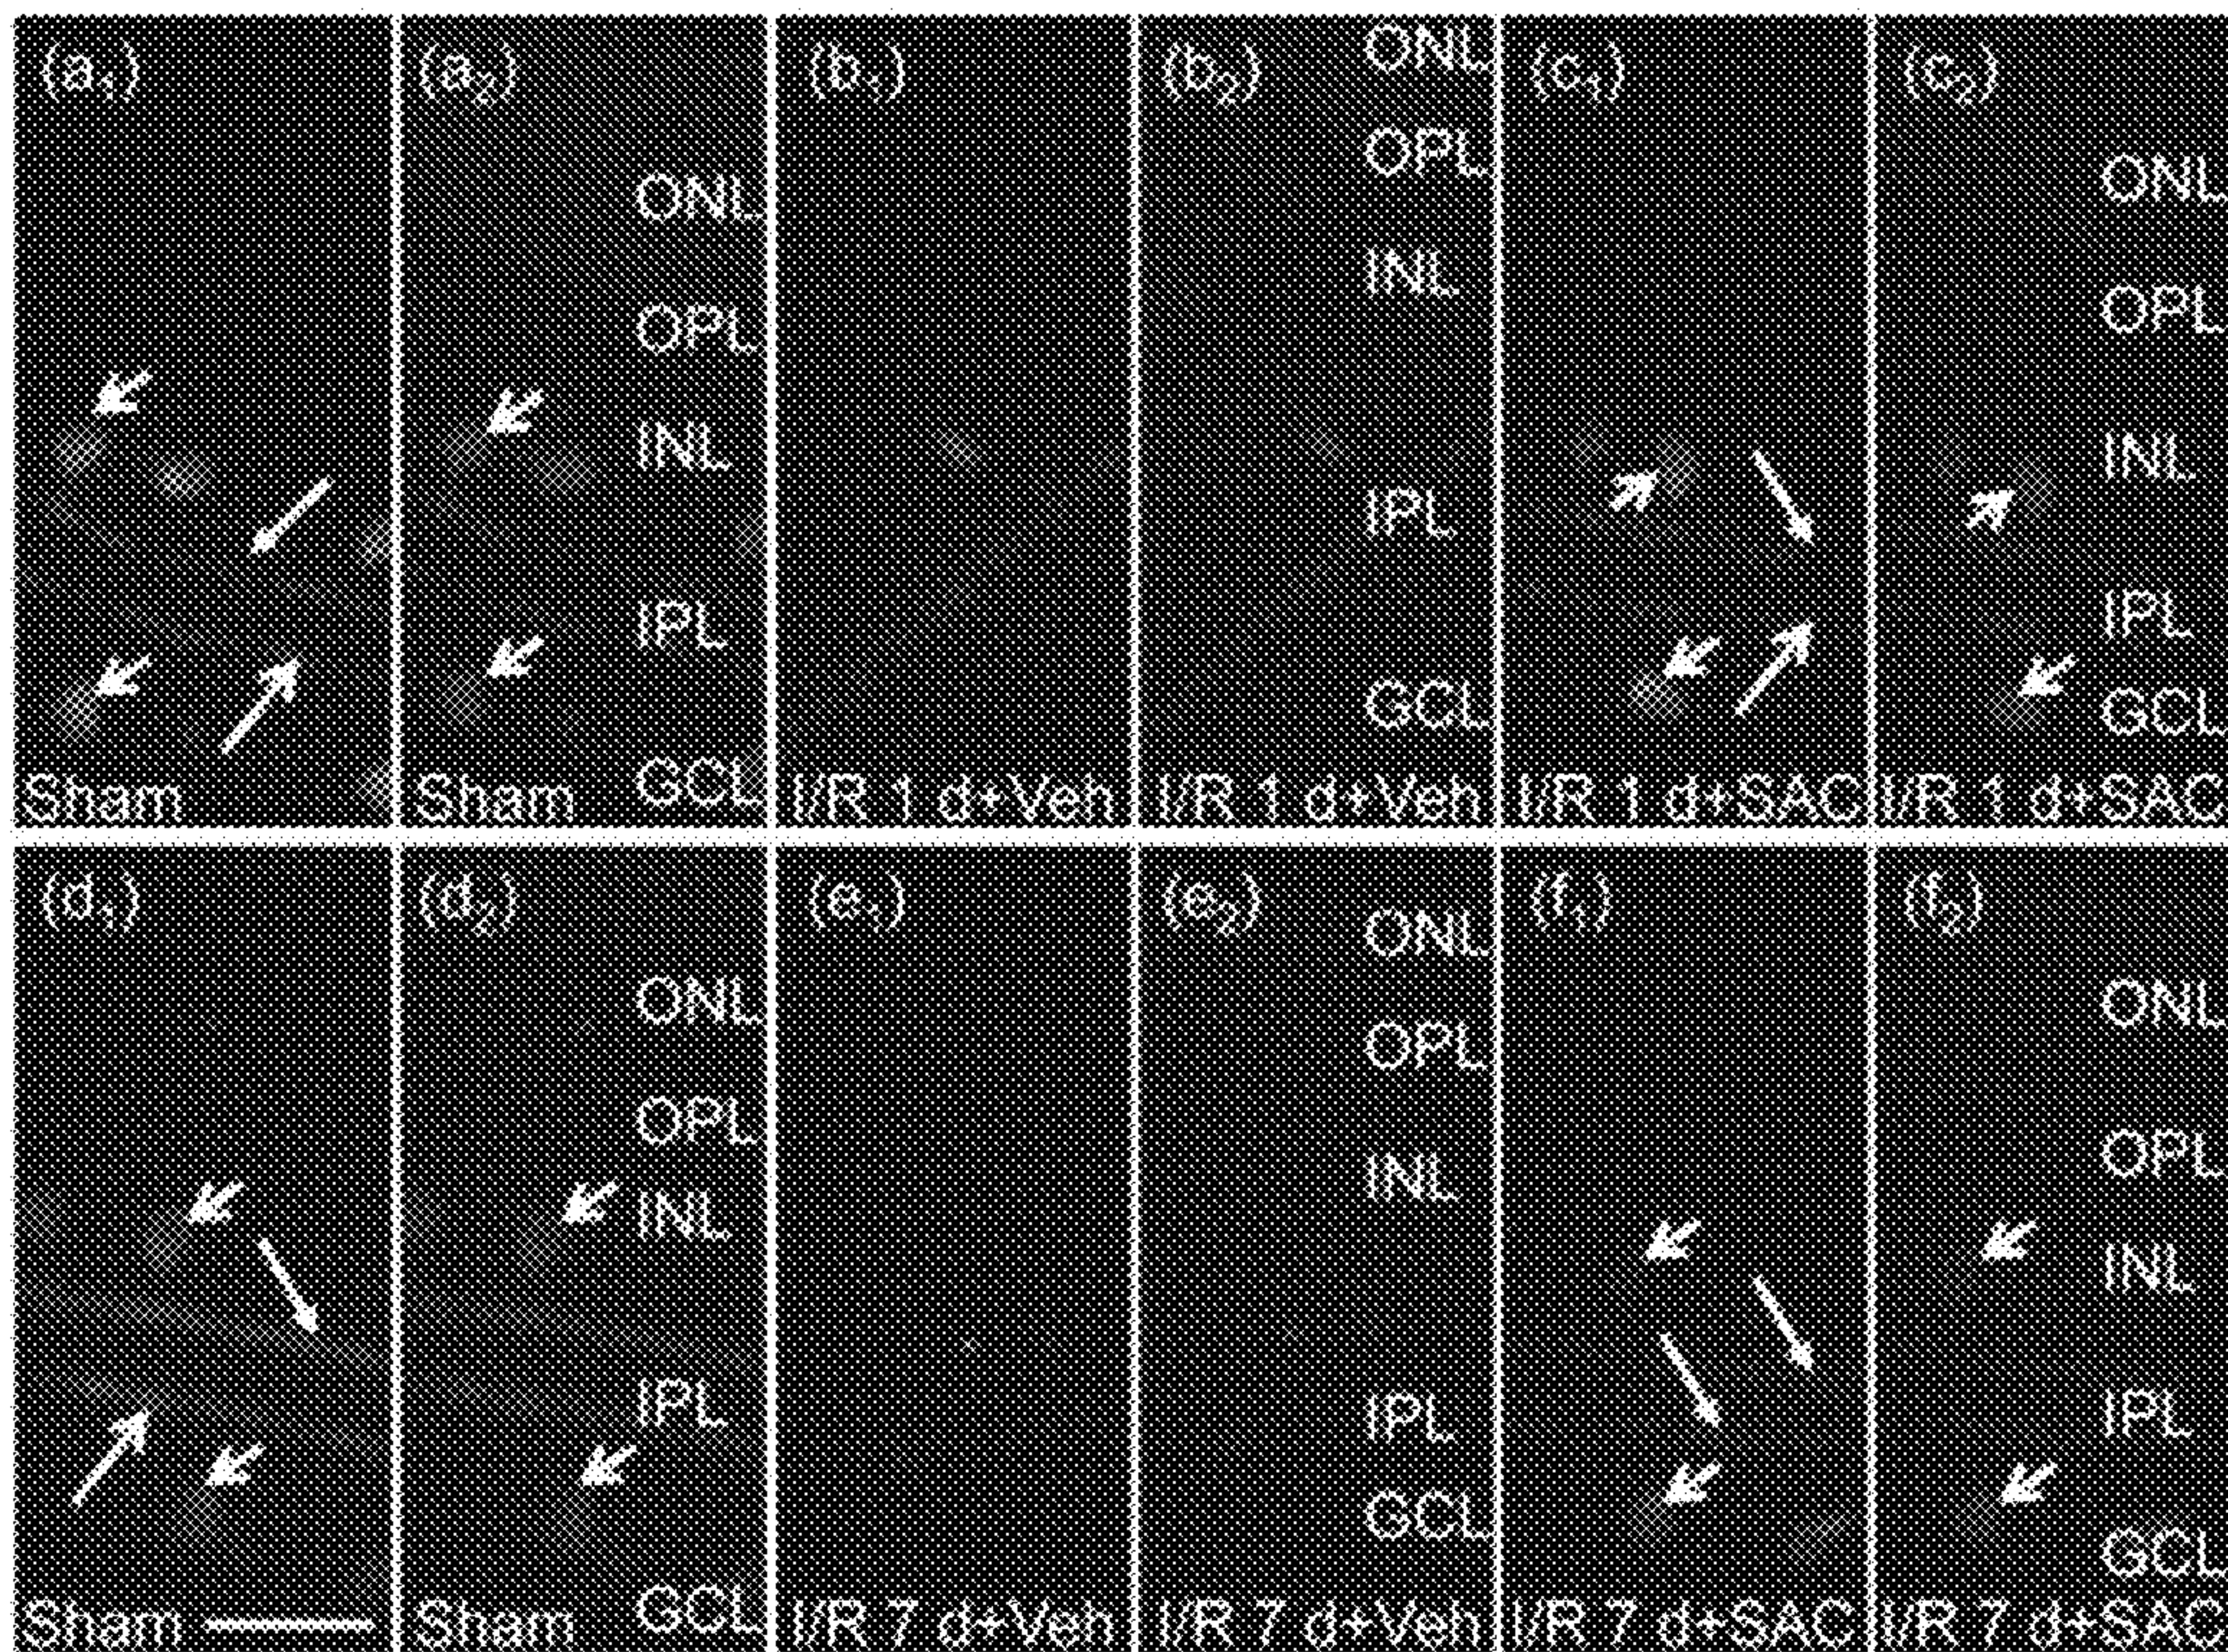 (a₁)
(a₂)
ONL
OPL
INL
IPL
GCL
Sham
Sham
(b₁)
(b₂)
ONL
OPL
INL
IPL
GCL
I/R 1 d+Veh
I/R 1 d+Veh
(c₁)
(c₂)
ONL
OPL
INL
IPL
GCL
I/R 1 d+SAC
I/R 1 d+SAC
(d₁)
(d₂)
ONL
OPL
INL
IPL
GCL
Sham
Sham
(e₁)
(e₂)
ONL
OPL
INL
IPL
GCL
I/R 7 d+Veh
I/R 7 d+Veh
(f₁)
(f₂)
ONL
OPL
INL
IPL
GCL
I/R 7 d+SAC
I/R 7 d+SAC